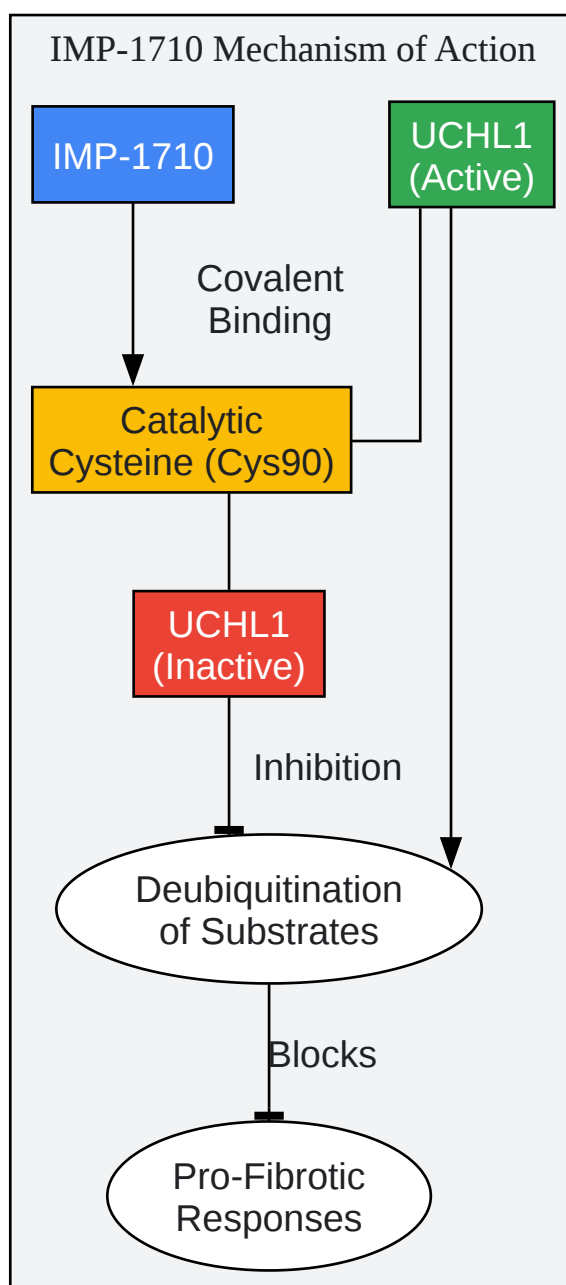 IMP-1710 Mechanism of Action
IMP-1710
UCHL1
(Active)
Covalent
Binding
Catalytic
Cysteine (Cys90)
UCHL1
(Inactive)
Inhibition
Deubiquitination
of Substrates
Blocks
Pro-Fibrotic
Responses